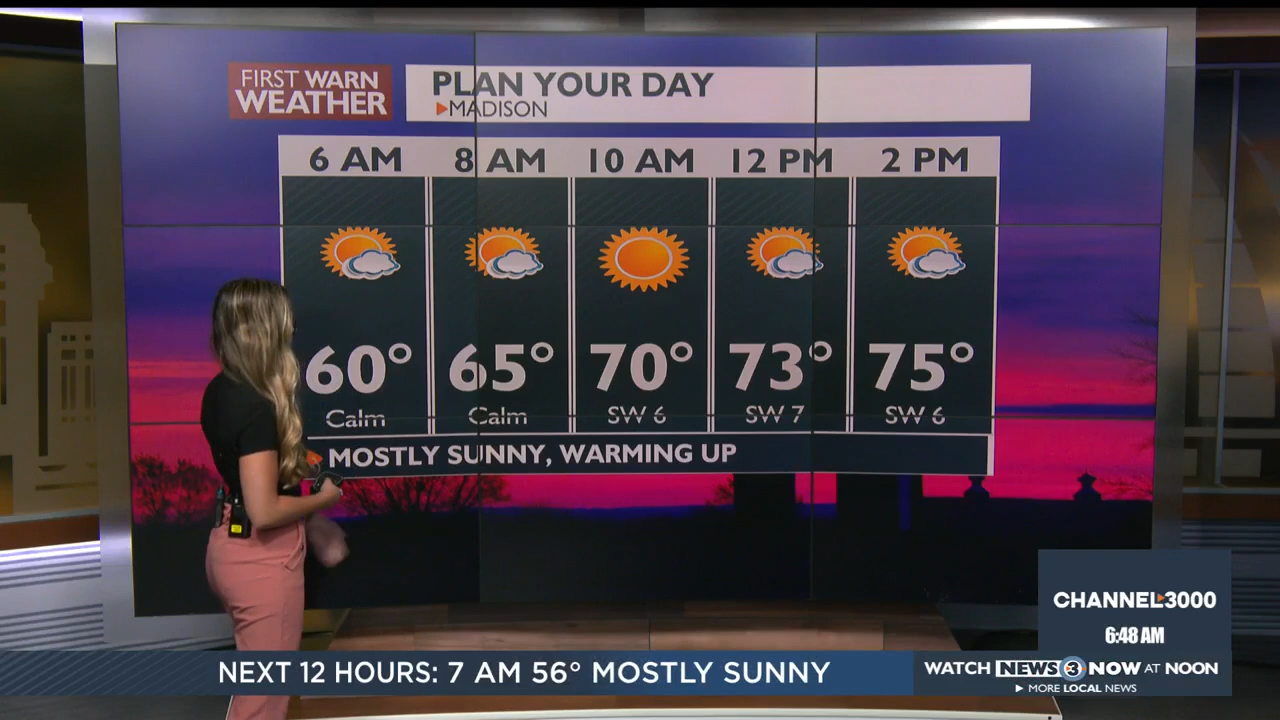 FIRST WARN
WEATHER
PLAN YOUR DAY
MADISON
6 AM 8 AM 10 AM 12 PM 2 PM
60° 65° 70° 73° 75°
Calm Calm SW 6 SW 7 SW 6
MOSTLY SUNNY, WARMING UP
CHANNEL3000
6:48 AM
NEXT 12 HOURS: 7 AM 56° MOSTLY SUNNY
WATCH NEWS 3 NOW AT NOON
MORE LOCAL NEWS